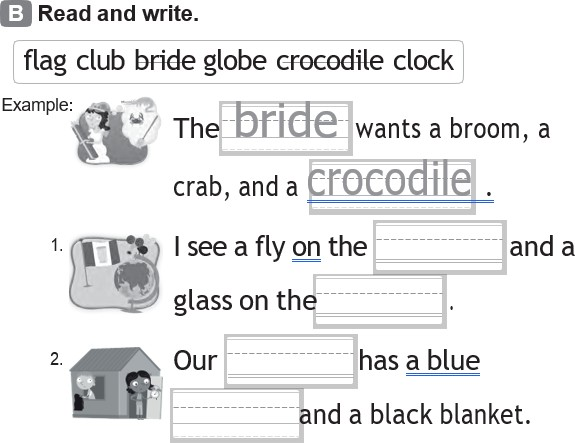 B Read and write.
flag club bride globe crocodile clock
Example:
The bride wants a broom, a
crab, and a crocodile .
1. I see a fly on the and a
glass on the .
2. Our has a blue
and a black blanket.